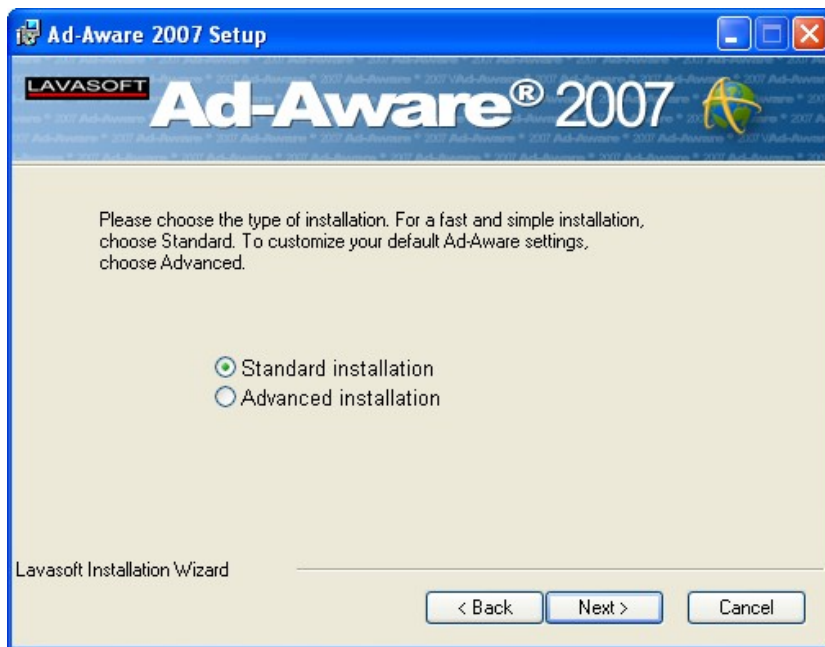 Ad-Aware 2007 Setup
LAVASOFT
Ad-Aware® 2007
Please choose the type of installation. For a fast and simple installation,
choose Standard. To customize your default Ad-Aware settings,
choose Advanced.
Standard installation
Advanced installation
Lavasoft Installation Wizard
< Back
Next >
Cancel